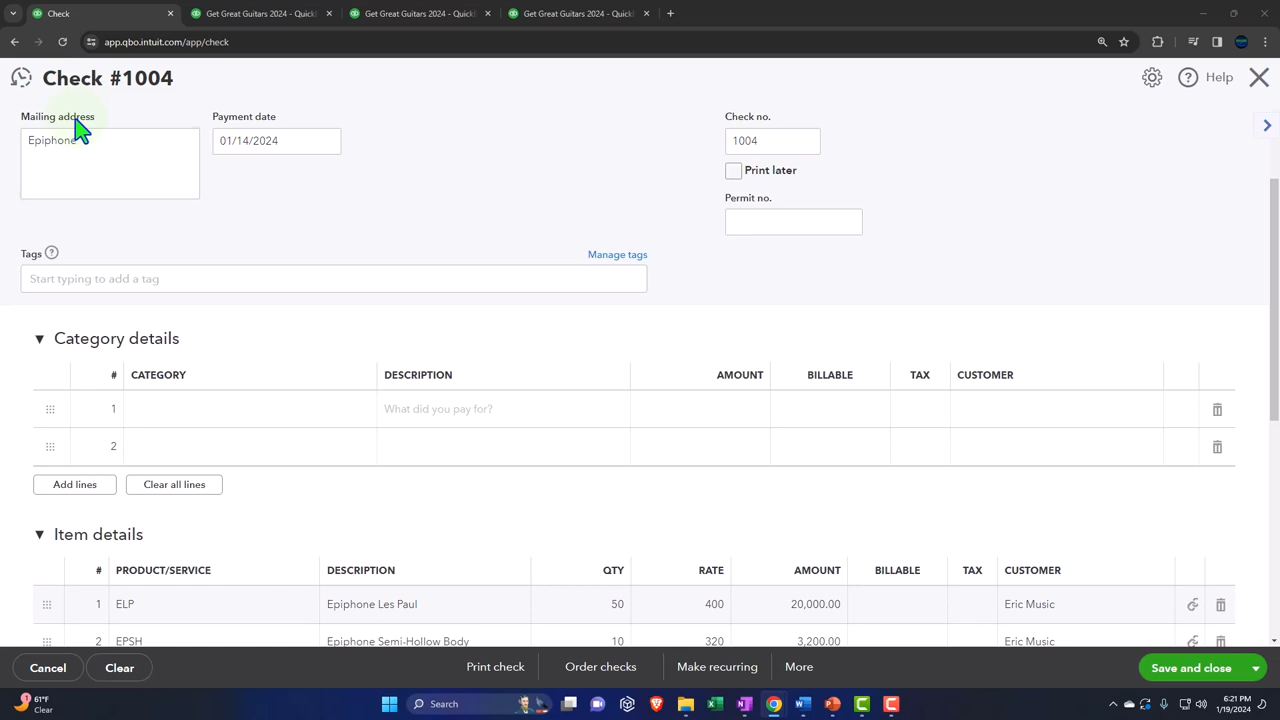 Check
Get Great Guitars 2024 - Quick
Get Great Guitars 2024 - Quick
Get Great Guitars 2024 - Quick
app.qbo.intuit.com/app/check
Check #1004
Help
Mailing address
Payment date
Check no.
Epiphone
01/14/2024
1004
Print later
Permit no.
Tags
Manage tags
Start typing to add a tag
Category details
# CATEGORY DESCRIPTION AMOUNT BILLABLE TAX CUSTOMER
1 What did you pay for?
2
Add lines Clear all lines
Item details
# PRODUCT/SERVICE DESCRIPTION QTY RATE AMOUNT BILLABLE TAX CUSTOMER
1 ELP Epiphone Les Paul 50 400 20,000.00 Eric Music
2 EPSH Epiphone Semi-Hollow Body 10 320 3,200.00 Eric Music
Cancel Clear Print check Order checks Make recurring More Save and close
61°F
Clear
Search
6:21 PM
1/19/2024